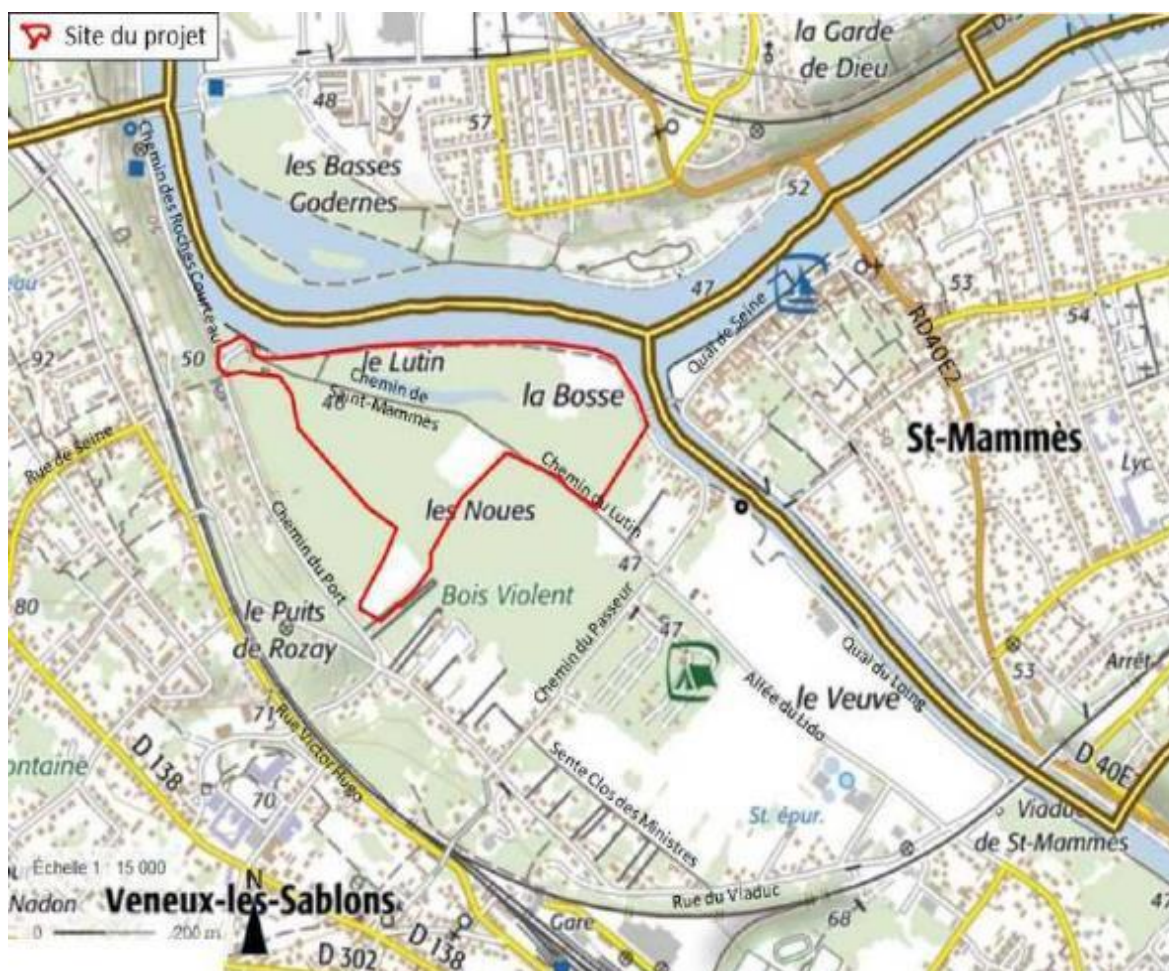 Site du projet
la Garde
de Dieu
48
57
les Basses
Godernes
52
Chemin des Roches Courteau
47
Quai de Seine
53
54
RD40E2
92
50
le Lutin
Chemin de
Saint-Mammès
46
la Bosse
St-Mammès
Lyc.
Rue de Seine
Chemin du Lutin
les Noues
Chemin du Port
47
Bois Violent
80
le Puits
de Rozay
Chemin du Passeur
47
Quai du Loing
53
Arrêt
Allée du Lido
le Veuve
71
Rue Victor Hugo
D 138
ontaine
70
Sente Clos des Ministres
D 40E
St. épur.
Viaduc
de St-Mammès
Échelle 1 : 15 000
Nadon
N
Veneux-lès-Sablons
Rue du Viaduc
47
0
200 m
Gare
68
D 302
D 138